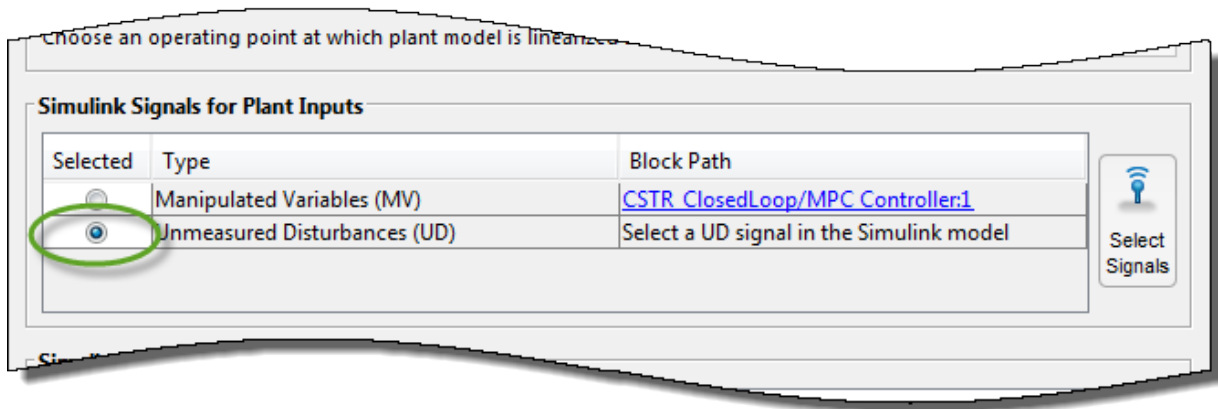 Choose an operating point at which plant model is linearized
Simulink Signals for Plant Inputs
Selected Type Block Path
Manipulated Variables (MV) CSTR_ClosedLoop/MPC Controller:1
Unmeasured Disturbances (UD) Select a UD signal in the Simulink model
Select
Signals